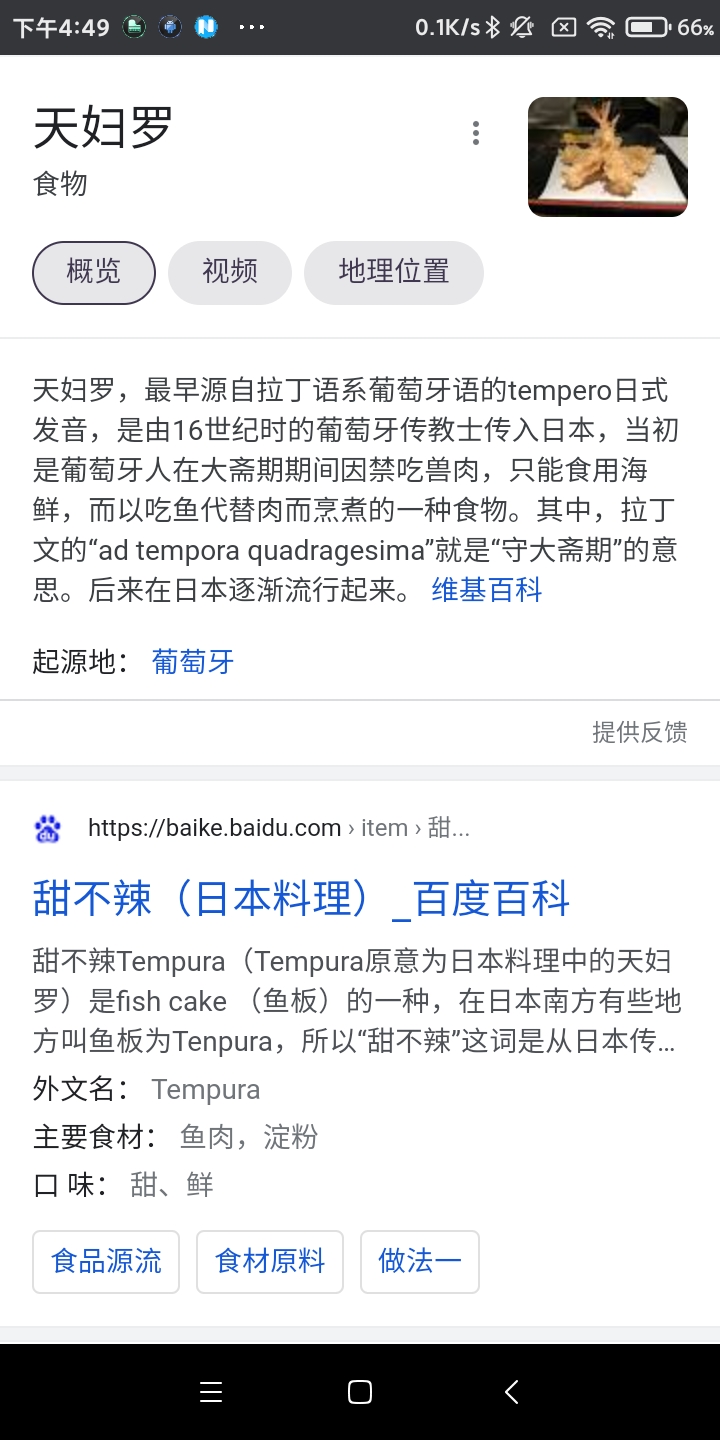 下午4:49 ... 0.1K/s 66%
天妇罗
食物
概览 视频 地理位置
天妇罗，最早源自拉丁语系葡萄牙语的tempero日式
发音，是由16世纪时的葡萄牙传教士传入日本，当初
是葡萄牙人在大斋期期间因禁吃兽肉，只能食用海
鲜，而以吃鱼代替肉而烹煮的一种食物。其中，拉丁
文的“ad tempora quadragesima”就是“守大斋期”的意
思。后来在日本逐渐流行起来。 维基百科
起源地： 葡萄牙
提供反馈
du https://baike.baidu.com › item › 甜...
甜不辣（日本料理）_百度百科
甜不辣Tempura（Tempura原意为日本料理中的天妇
罗）是fish cake （鱼板）的一种，在日本南方有些地
方叫鱼板为Tenpura，所以“甜不辣”这词是从日本传...
外文名： Tempura
主要食材： 鱼肉，淀粉
口 味： 甜、鲜
食品源流 食材原料 做法一